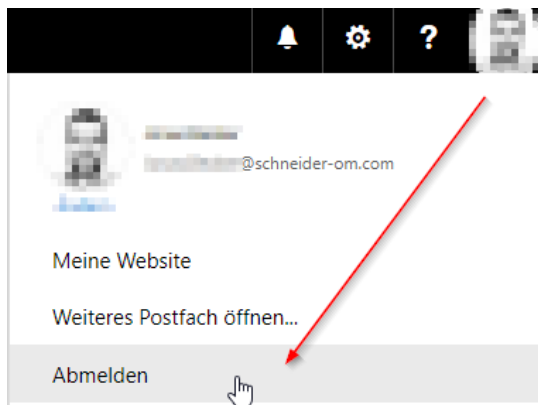 ?
@schneider-om.com
Meine Website
Weiteres Postfach öffnen...
Abmelden